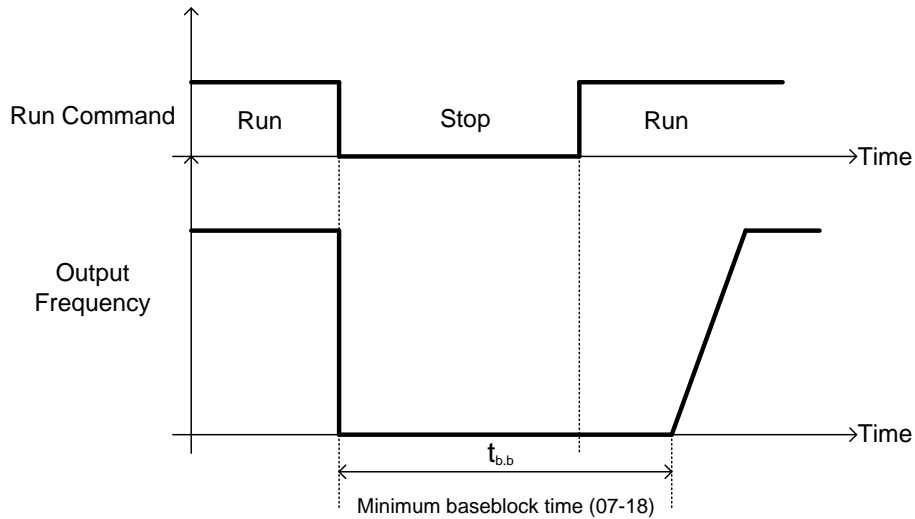 Run Command
Run
Stop
Run
Time
Output
Frequency
Time
tb.b
Minimum baseblock time (07-18)